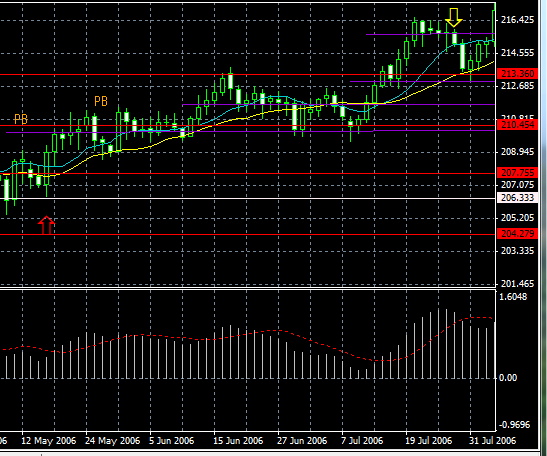 216.425
214.555
213.360
212.685
210.454
208.945
207.755
207.075
206.333
205.205
204.279
203.335
201.465
PB
PB
1.6048
0.00
-0.9696
12 May 2006
24 May 2006
5 Jun 2006
15 Jun 2006
27 Jun 2006
7 Jul 2006
19 Jul 2006
31 Jul 2006